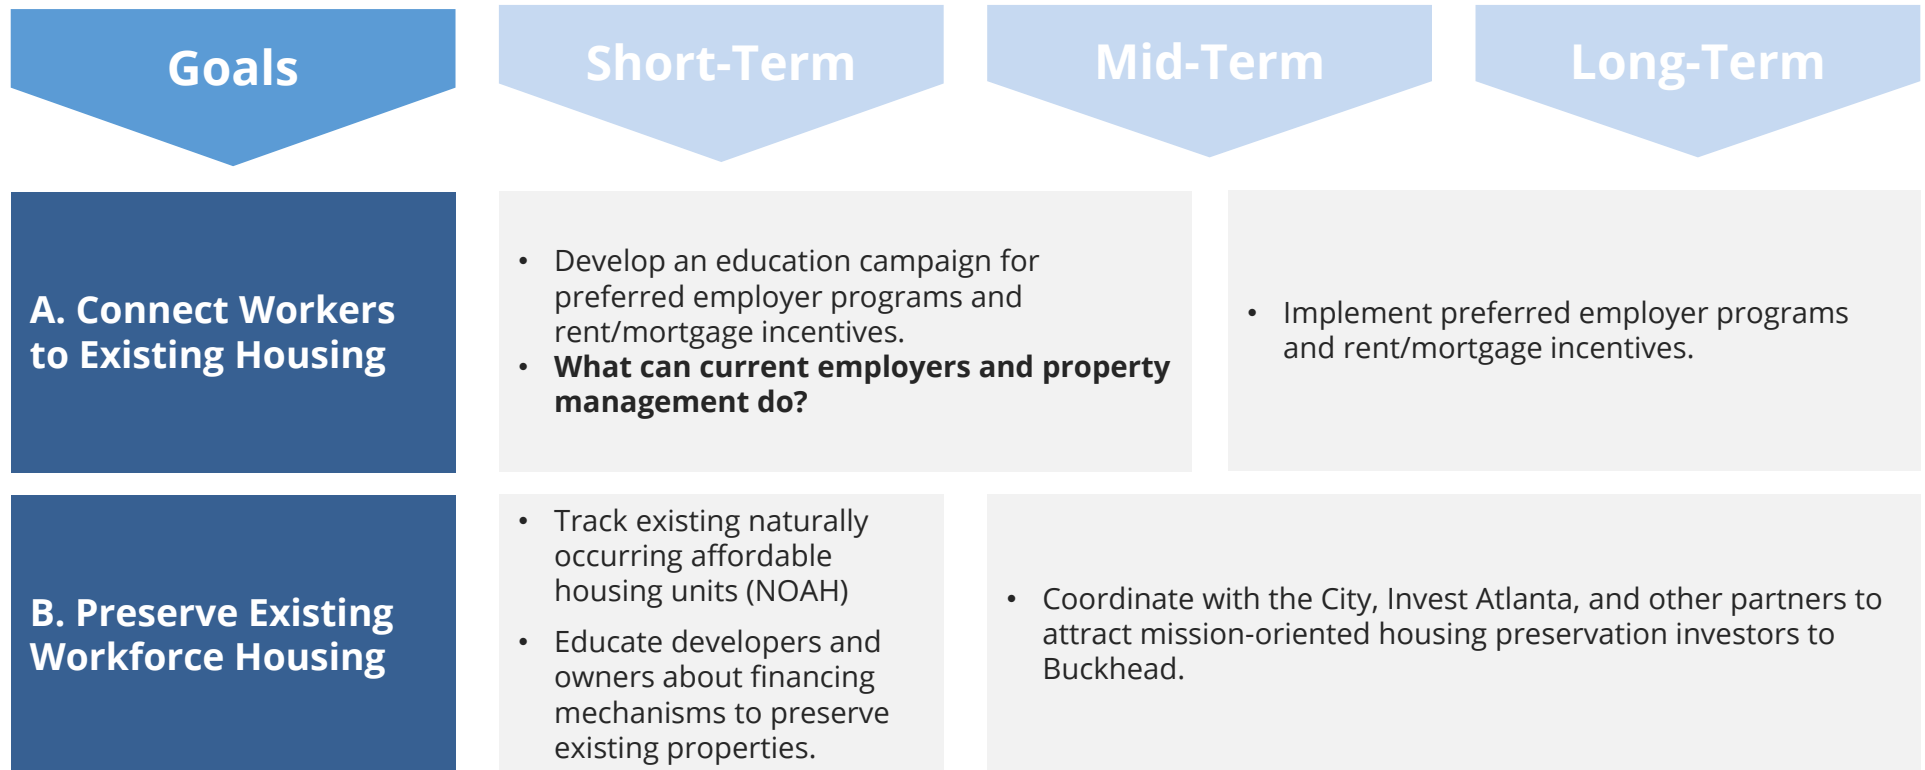 Goals
Short-Term
Mid-Term
Long-Term
A. Connect Workers
to Existing Housing
• Develop an education campaign for
preferred employer programs and
rent/mortgage incentives.
• What can current employers and property
management do?
• Implement preferred employer programs
and rent/mortgage incentives.
B. Preserve Existing
Workforce Housing
• Track existing naturally
occurring affordable
housing units (NOAH)
• Educate developers and
owners about financing
mechanisms to preserve
existing properties.
• Coordinate with the City, Invest Atlanta, and other partners to
attract mission-oriented housing preservation investors to
Buckhead.